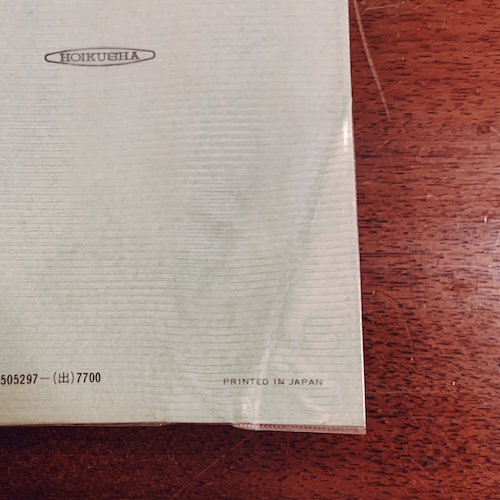 HOIKUSHA
505297—(出)7700
PRINTED IN JAPAN